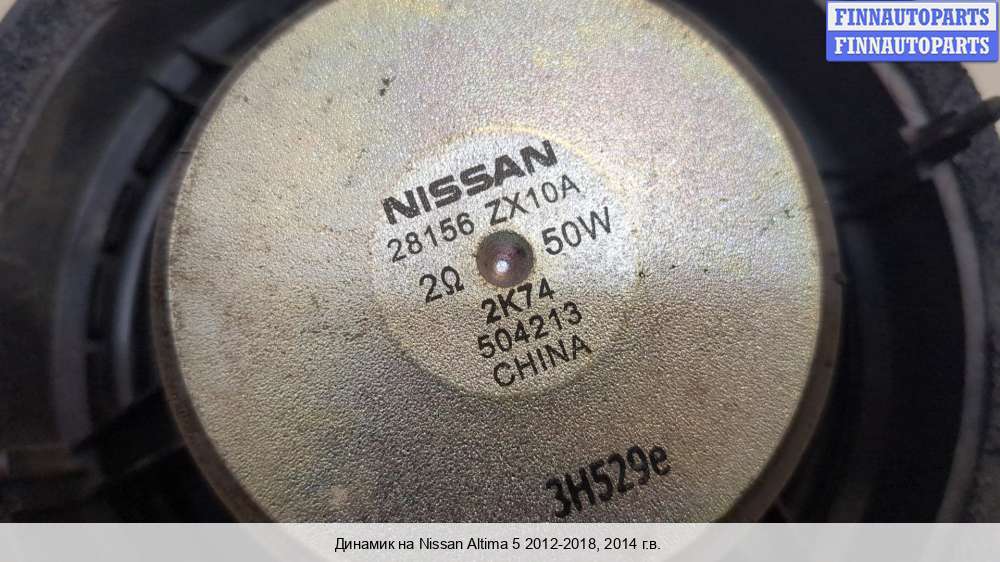 FINNAUTOPARTS
FINNAUTOPARTS
NISSAN
28156 ZX10A
2Ω 50W
2K74
504213
CHINA
3H529e
Динамик на Nissan Altima 5 2012-2018, 2014 г.в.